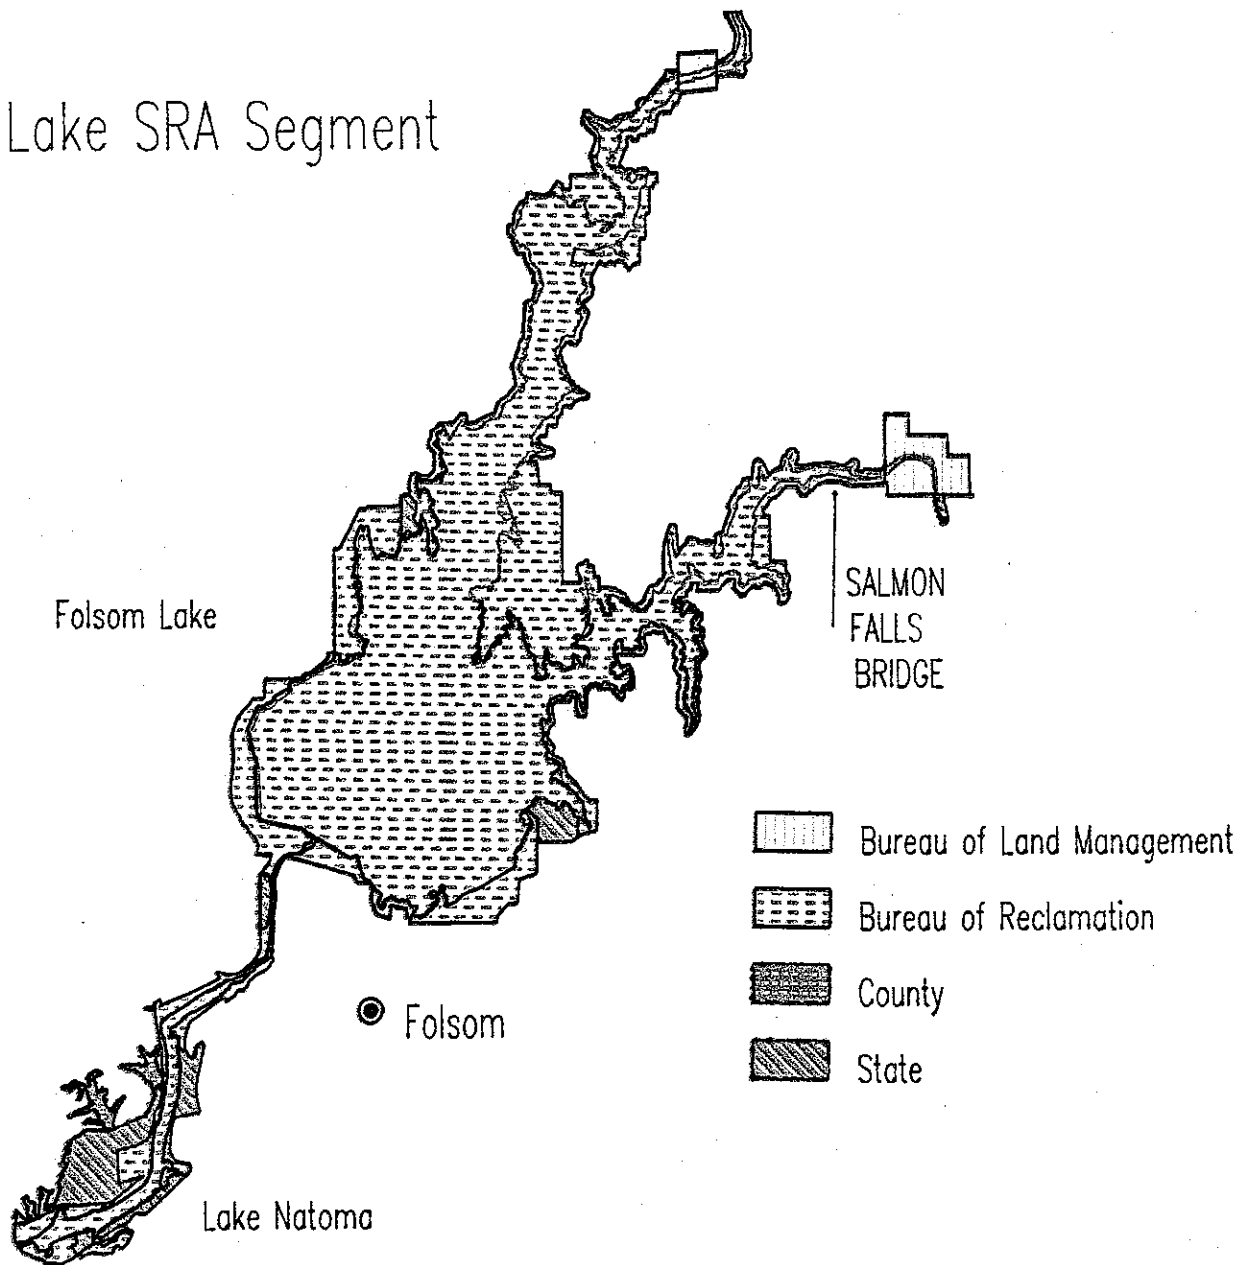 Lake SRA Segment
Folsom Lake
SALMON
FALLS
BRIDGE
Bureau of Land Management
Bureau of Reclamation
County
State
Folsom
Lake Natoma